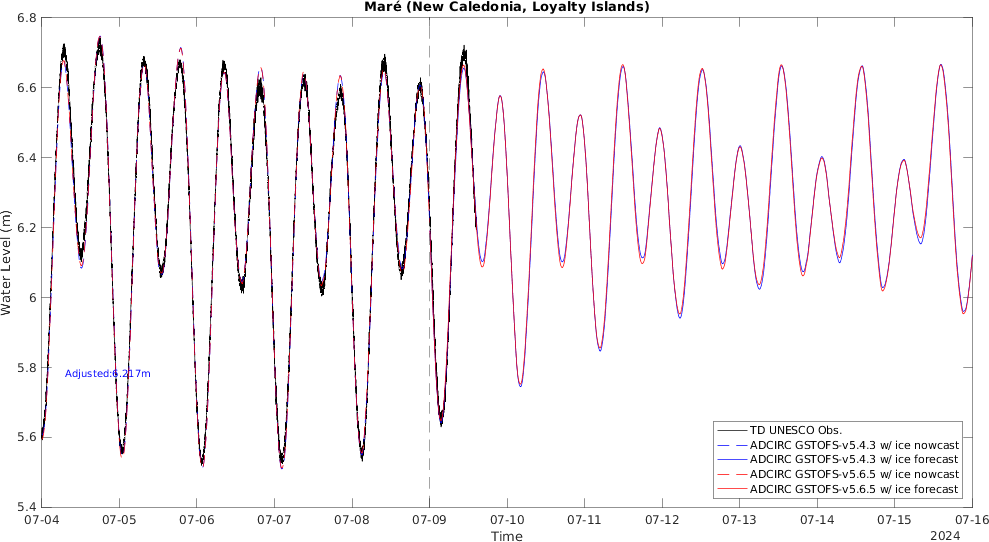 Maré (New Caledonia, Loyalty Islands)
6.8
6.6
6.4
6.2
6
5.8
5.6
5.4
Water Level (m)
Adjusted:6.217m
TD UNESCO Obs.
ADCIRC GSTOFS-v5.4.3 w/ ice nowcast
ADCIRC GSTOFS-v5.4.3 w/ ice forecast
ADCIRC GSTOFS-v5.6.5 w/ ice nowcast
ADCIRC GSTOFS-v5.6.5 w/ ice forecast
07-04 07-05 07-06 07-07 07-08 07-09 07-10 07-11 07-12 07-13 07-14 07-15 07-16
Time
2024